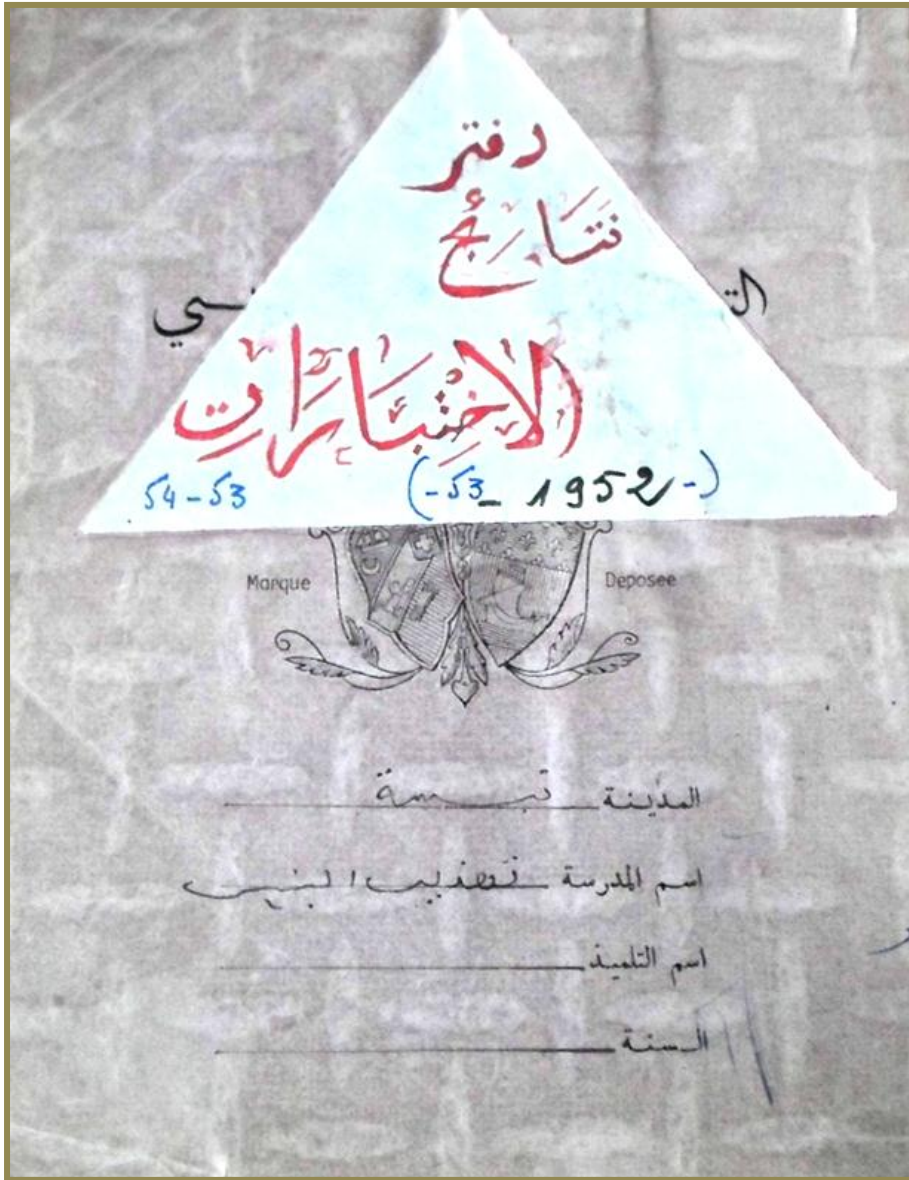 دفتر
نتائج
الاختبارات
(- 1952 - 53 -) 53 - 54
Marque Deposee
المدينة تبسة
اسم المدرسة تهذيب البنين
اسم التلميذ
السنة